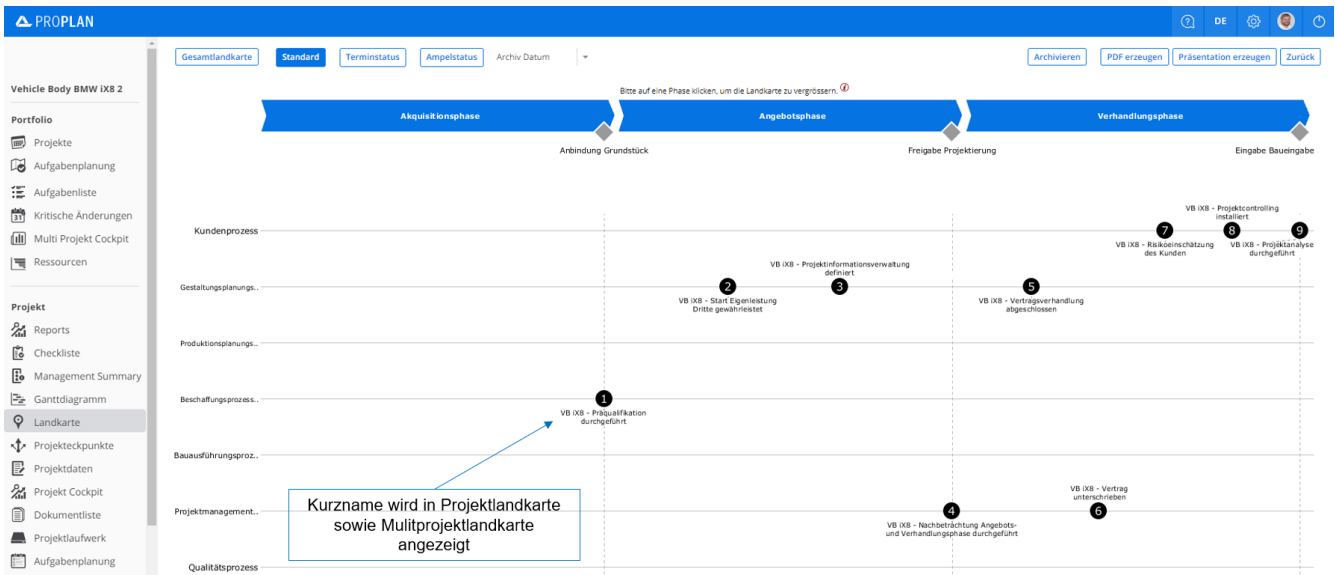 PROPLAN
DE
Gesamtlandkarte
Standard
Terminstatus
Ampelstatus
Archiv Datum
Archivieren
PDF erzeugen
Präsentation erzeugen
Zurück
Vehicle Body BMW iX8 2
Portfolio
Projekte
Aufgabenplanung
Aufgabenliste
31
Kritische Änderungen
Multi Projekt Cockpit
Ressourcen
Projekt
Reports
Checkliste
Management Summary
Ganttdiagramm
Landkarte
Projekteckpunkte
Projektdaten
Projekt Cockpit
Dokumentliste
Projektlaufwerk
Aufgabenplanung
Bitte auf eine Phase klicken, um die Landkarte zu vergrössern.
Akquisitionsphase
Angebotsphase
Verhandlungsphase
Anbindung Grundstück
Freigabe Projektierung
Eingabe Baueingabe
Kundenprozess
VB iX8 - Projektcontrolling
installiert
7
8
9
VB iX8 - Risikoeinschätzung
des Kunden
VB iX8 - Projektanalyse
durchgeführt
Gestaltungsplanungs..
VB iX8 - Projektinformationsverwaltung
definiert
2
3
5
VB iX8 - Start Eigenleistung
Dritte gewährleistet
VB iX8 - Vertragsverhandlung
abgeschlossen
Produktionsplanungs..
Beschaffungsprozess..
1
VB iX8 - Präqualifikation
durchgeführt
Bauausführungsproz..
Kurzname wird in Projektlandkarte
sowie Mulitprojektlandkarte
angezeigt
Projektmanagement..
VB iX8 - Vertrag
unterschrieben
4
6
VB iX8 - Nachbetrachtung Angebots-
und Verhandlungsphase durchgeführt
Qualitätsprozess